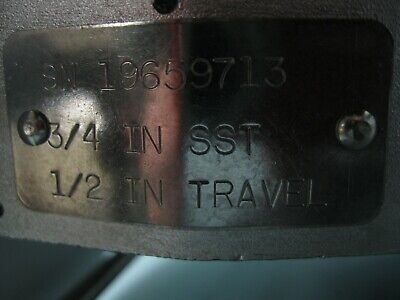 SN 19659713
3/4 IN SST
1/2 IN TRAVEL